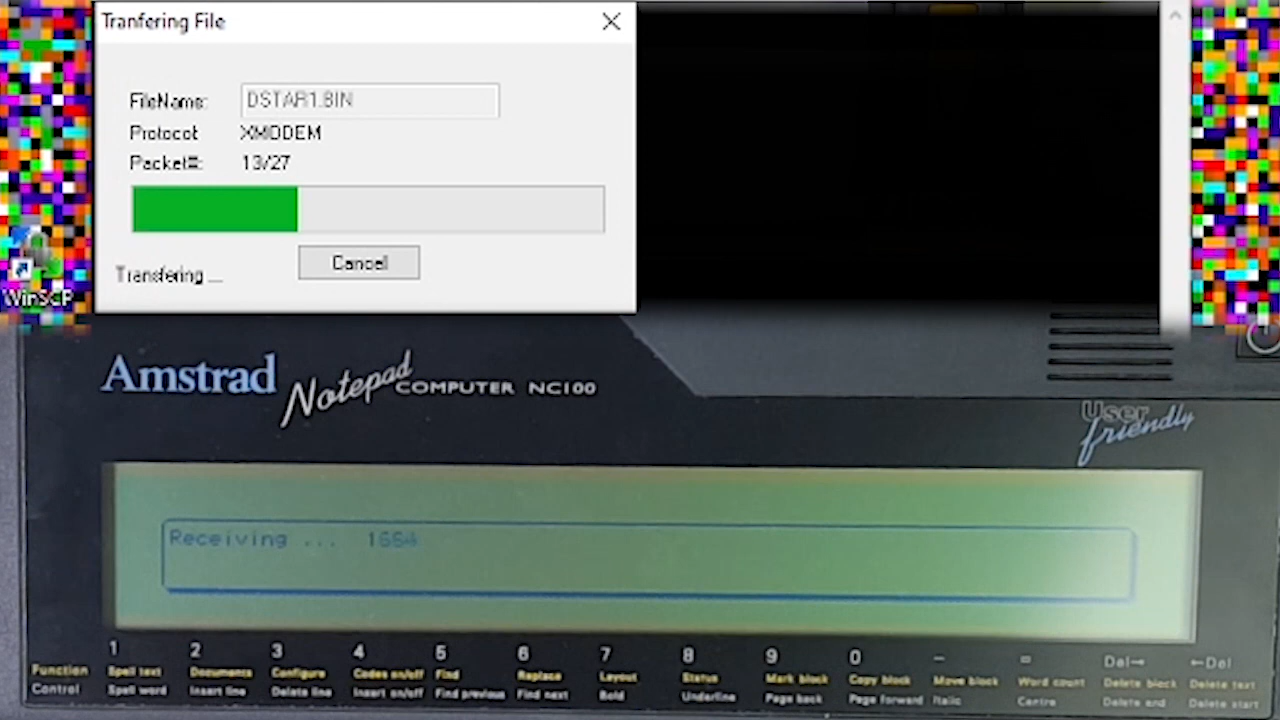 Tranfering File
FileName: DSTAR1.BIN
Protocol: XMODEM
Packet#: 13/27
Cancel
Transfering ...
WinSCP
Amstrad Notepad COMPUTER NC100
User friendly
Receiving ... 1664
1 2 3 4 5 6 7 8 9 0 - = Del→ ←Del
Function Spell text Documents Configure Codes on/off Find Replace Layout Status Mark block Copy block Move block Word count Delete block Delete text
Control Spell word Insert line Delete line Insert on/off Find previous Find next Bold Underline Page back Page forward Italic Centre Delete end Delete start